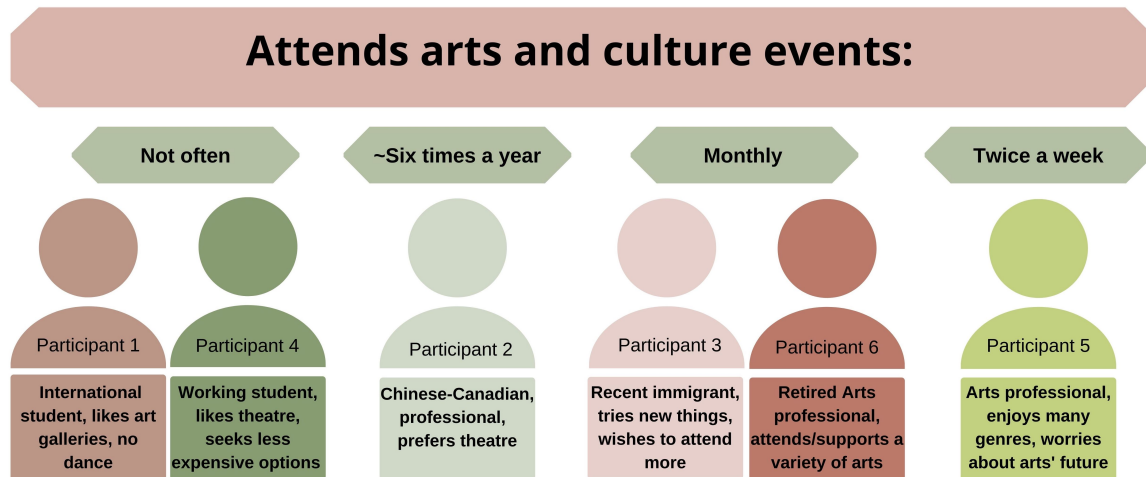 Attends arts and culture events:
Not often
~Six times a year
Monthly
Twice a week
Participant 1
International
student, likes art
galleries, no
dance
Participant 4
Working student,
likes theatre,
seeks less
expensive options
Participant 2
Chinese-Canadian,
professional,
prefers theatre
Participant 3
Recent immigrant,
tries new things,
wishes to attend
more
Participant 6
Retired Arts
professional,
attends/supports a
variety of arts
Participant 5
Arts professional,
enjoys many
genres, worries
about arts' future